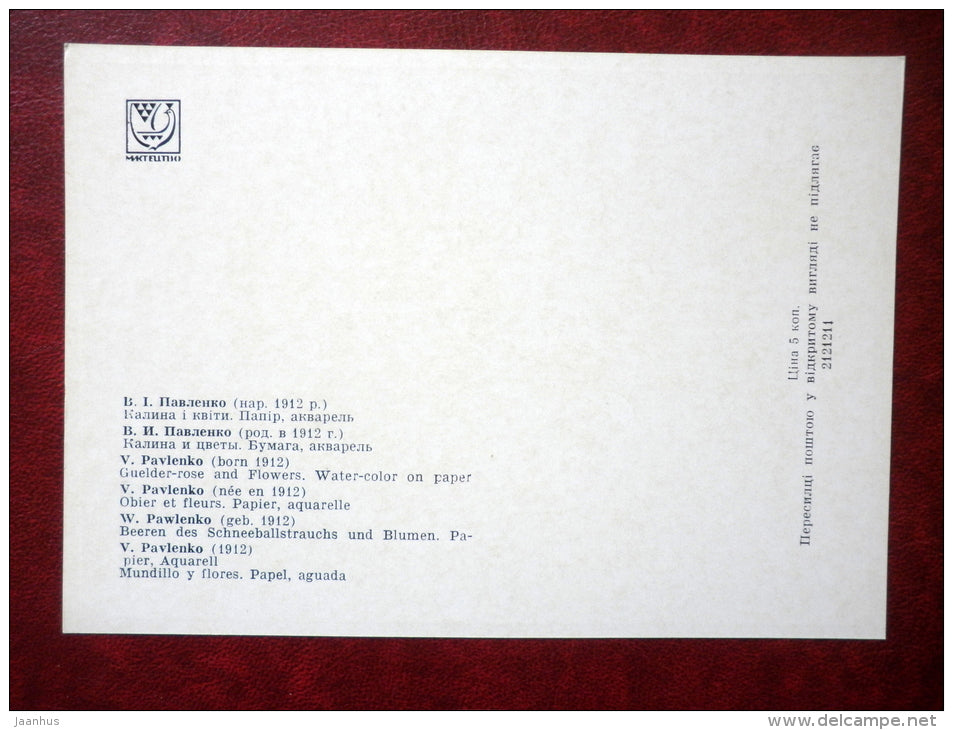 МИСТЕЦТВО
В. І. Павленко (нар. 1912 р.)
Калина і квіти. Папір, акварель
В. И. Павленко (род. в 1912 г.)
Калина и цветы. Бумага, акварель
V. Pavlenko (born 1912)
Guelder-rose and Flowers. Water-color on paper
V. Pavlenko (née en 1912)
Obier et fleurs. Papier, aquarelle
W. Pawlenko (geb. 1912)
Beeren des Schneeballstrauchs und Blumen. Pa-
V. Pavlenko (1912)
pier, Aquarell
Mundillo y flores. Papel, aguada
Ціна 5 коп.
Пересилці поштою у відкритому вигляді не підлягає
2121211
jaanhus
delcampe.net